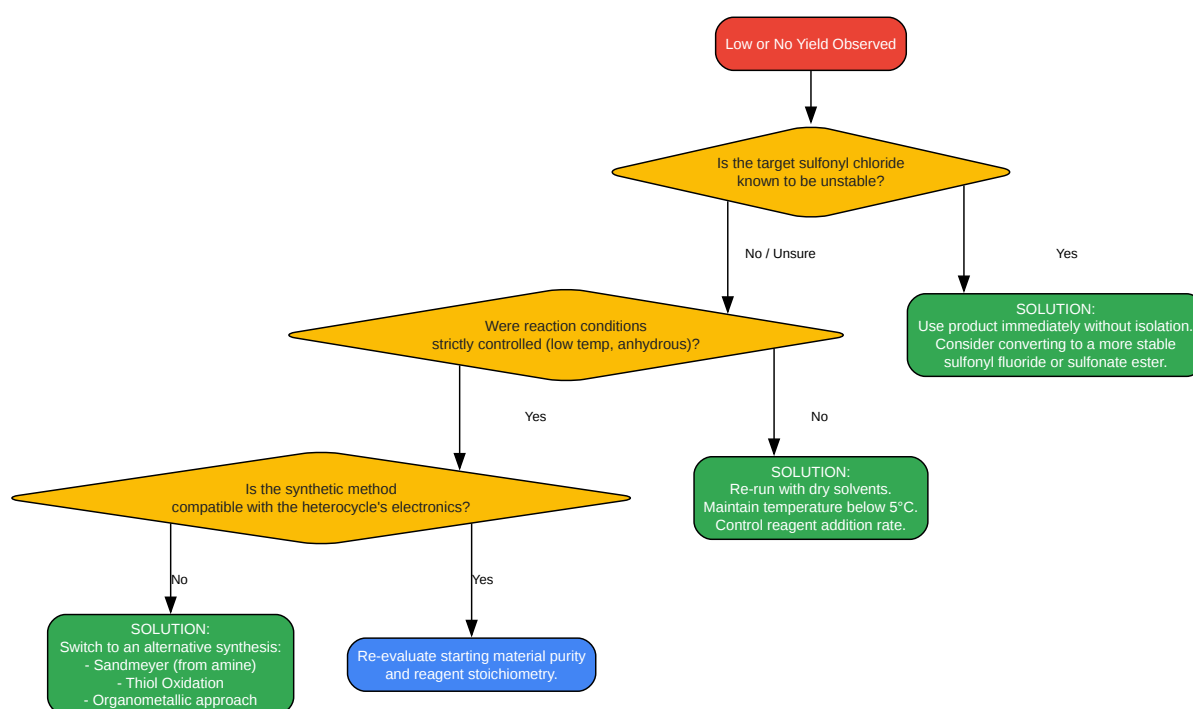 Low or No Yield Observed
Is the target sulfonyl chloride
known to be unstable?
No / Unsure
Yes
SOLUTION:
Use product immediately without isolation.
Consider converting to a more stable
sulfonyl fluoride or sulfonate ester.
Were reaction conditions
strictly controlled (low temp, anhydrous)?
Yes
No
SOLUTION:
Re-run with dry solvents.
Maintain temperature below 5°C.
Control reagent addition rate.
Is the synthetic method
compatible with the heterocycle's electronics?
No
Yes
SOLUTION:
Switch to an alternative synthesis:
- Sandmeyer (from amine)
- Thiol Oxidation
- Organometallic approach
Re-evaluate starting material purity
and reagent stoichiometry.